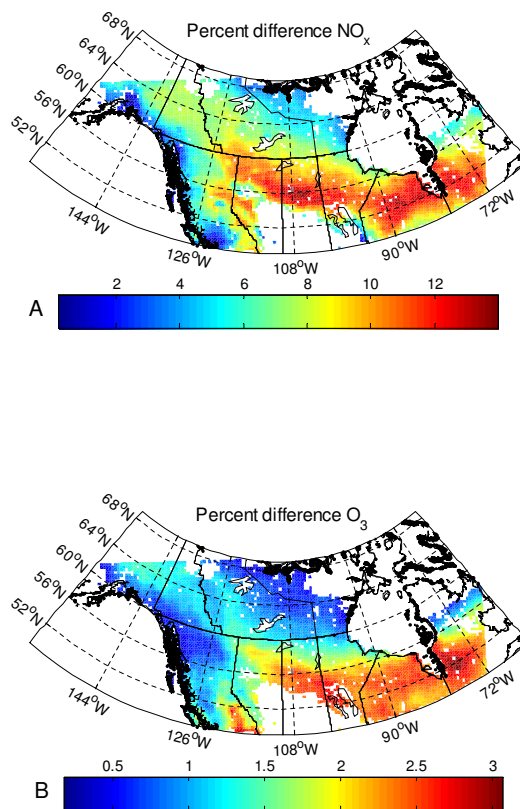 Percent difference NOx
68°N
64°N
60°N
56°N
52°N
144°W
126°W
108°W
90°W
72°W
2 4 6 8 10 12
A
Percent difference O3
68°N
64°N
60°N
56°N
52°N
144°W
126°W
108°W
90°W
72°W
0.5 1 1.5 2 2.5 3
B